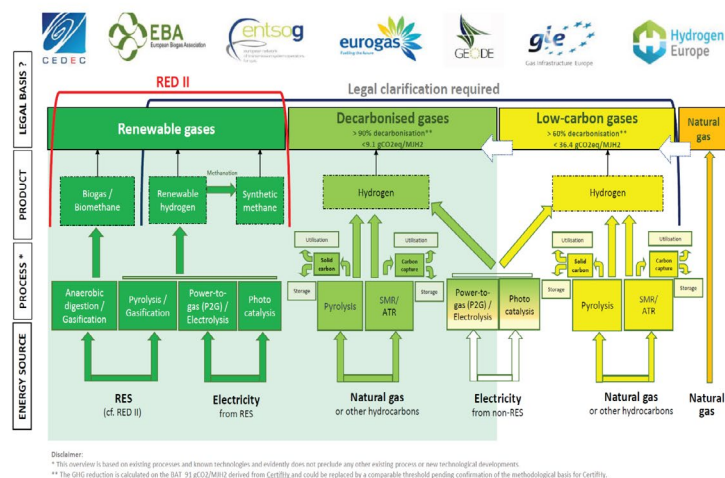 CEDEC
EBA
European Biogas Association
entsog
eurogas
GEODE
gie
Gas Infrastructure Europe
Hydrogen
Europe
LEGAL BASIS ?
RED II
Legal clarification required
Renewable gases
Decarbonised gases
> 90% decarbonisation**
<9.1 gCO2eq/MJH2
Low-carbon gases
> 60% decarbonisation**
< 36.4 gCO2eq/MJH2
Natural
gas
PRODUCT
Biogas /
Biomethane
Renewable
hydrogen
Methanation
Synthetic
methane
Hydrogen
Hydrogen
PROCESS *
Utilisation
Utilisation
Utilisation
Utilisation
Solid
carbon
Carbon
capture
Solid
carbon
Carbon
capture
Storage
Storage
Storage
Storage
Anaerobic
digestion /
Gasification
Pyrolysis /
Gasification
Power-to-
gas (P2G) /
Electrolysis
Photo
catalysis
Pyrolysis
SMR/
ATR
Power-to-
gas (P2G) /
Electrolysis
Photo
catalysis
Pyrolysis
SMR/
ATR
ENERGY SOURCE
RES
(cf. RED II)
Electricity
from RES
Natural gas
or other hydrocarbons
Electricity
from non-RES
Natural gas
or other hydrocarbons
Natural
gas
Disclaimer:
* This overview is based on existing processes and known technologies and evidently does not preclude any other existing process or new technological developments.
** The GHG reduction is calculated on the BAT 91 gCO2/MJH2 derived from Certifhy and could be replaced by a comparable threshold pending confirmation of the methodological basis for Certifhy.